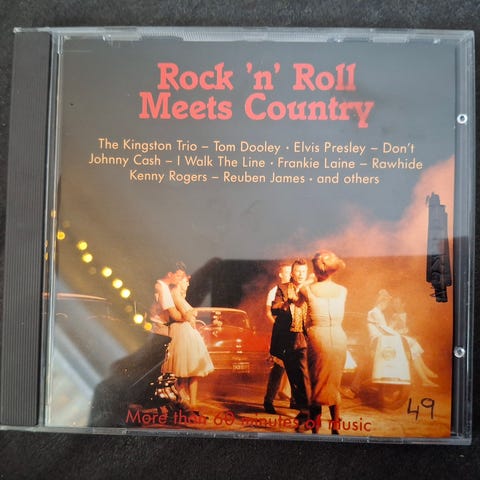 Rock 'n' Roll
Meets Country
The Kingston Trio – Tom Dooley · Elvis Presley – Don't
Johnny Cash – I Walk The Line · Frankie Laine – Rawhide
Kenny Rogers – Reuben James · and others
More than 60 minutes of music
49